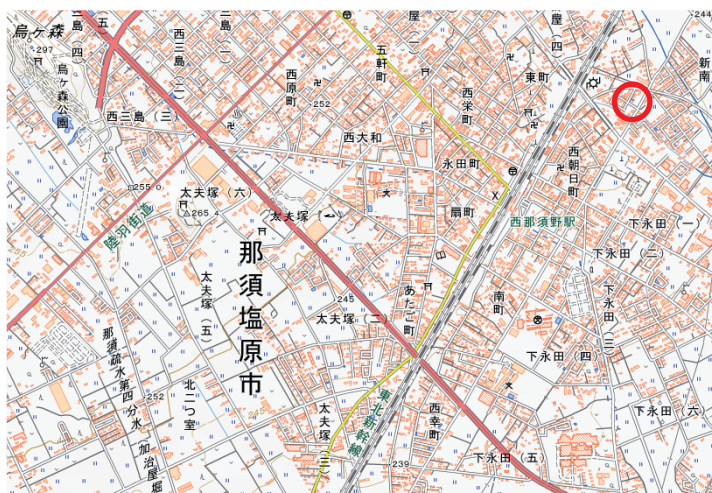 烏ヶ森
・297
烏ヶ森公園
三島（五）
三島（四）
西三島（二）
三島（一）
西三島（三）
西原町
252
五軒町
西栄町
東町
244
新南
西大和
永田町
西朝日町
扇町
西那須野駅
下永田（一）
下永田（二）
下永田（三）
255.0
264.4
太夫塚（六）
太夫塚（一）
陸羽街道
那須塩原市
太夫塚（五）
245
太夫塚（二）
あたご町
南町
下永田（四）
那須疏水第四分水（加治屋堀
252
北二つ室
245
太夫塚（三）
東北新幹線
239
西幸町
下永田（五）
下永田（六）